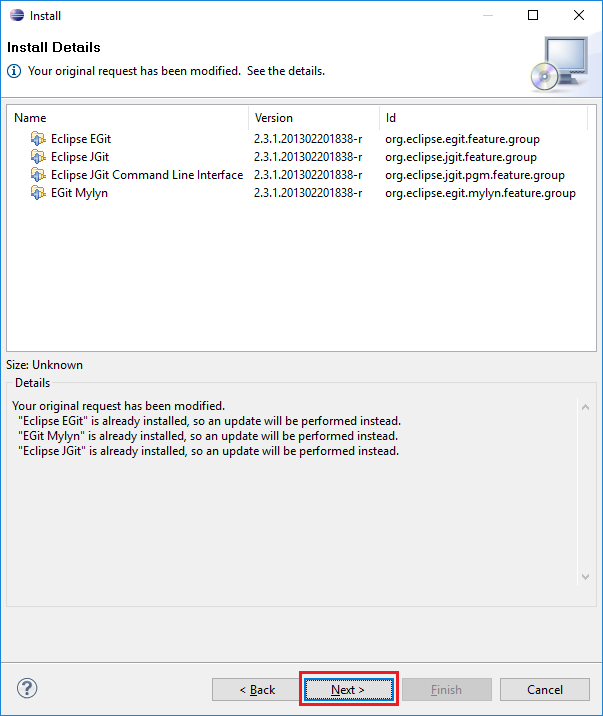 Install
Install Details
Your original request has been modified.  See the details.
Name Version Id
Eclipse EGit 2.3.1.201302201838-r org.eclipse.egit.feature.group
Eclipse JGit 2.3.1.201302201838-r org.eclipse.jgit.feature.group
Eclipse JGit Command Line Interface 2.3.1.201302201838-r org.eclipse.jgit.pgm.feature.group
EGit Mylyn 2.3.1.201302201838-r org.eclipse.egit.mylyn.feature.group
Size: Unknown
Details
Your original request has been modified.
"Eclipse EGit" is already installed, so an update will be performed instead.
"EGit Mylyn" is already installed, so an update will be performed instead.
"Eclipse JGit" is already installed, so an update will be performed instead.
? < Back Next > Finish Cancel